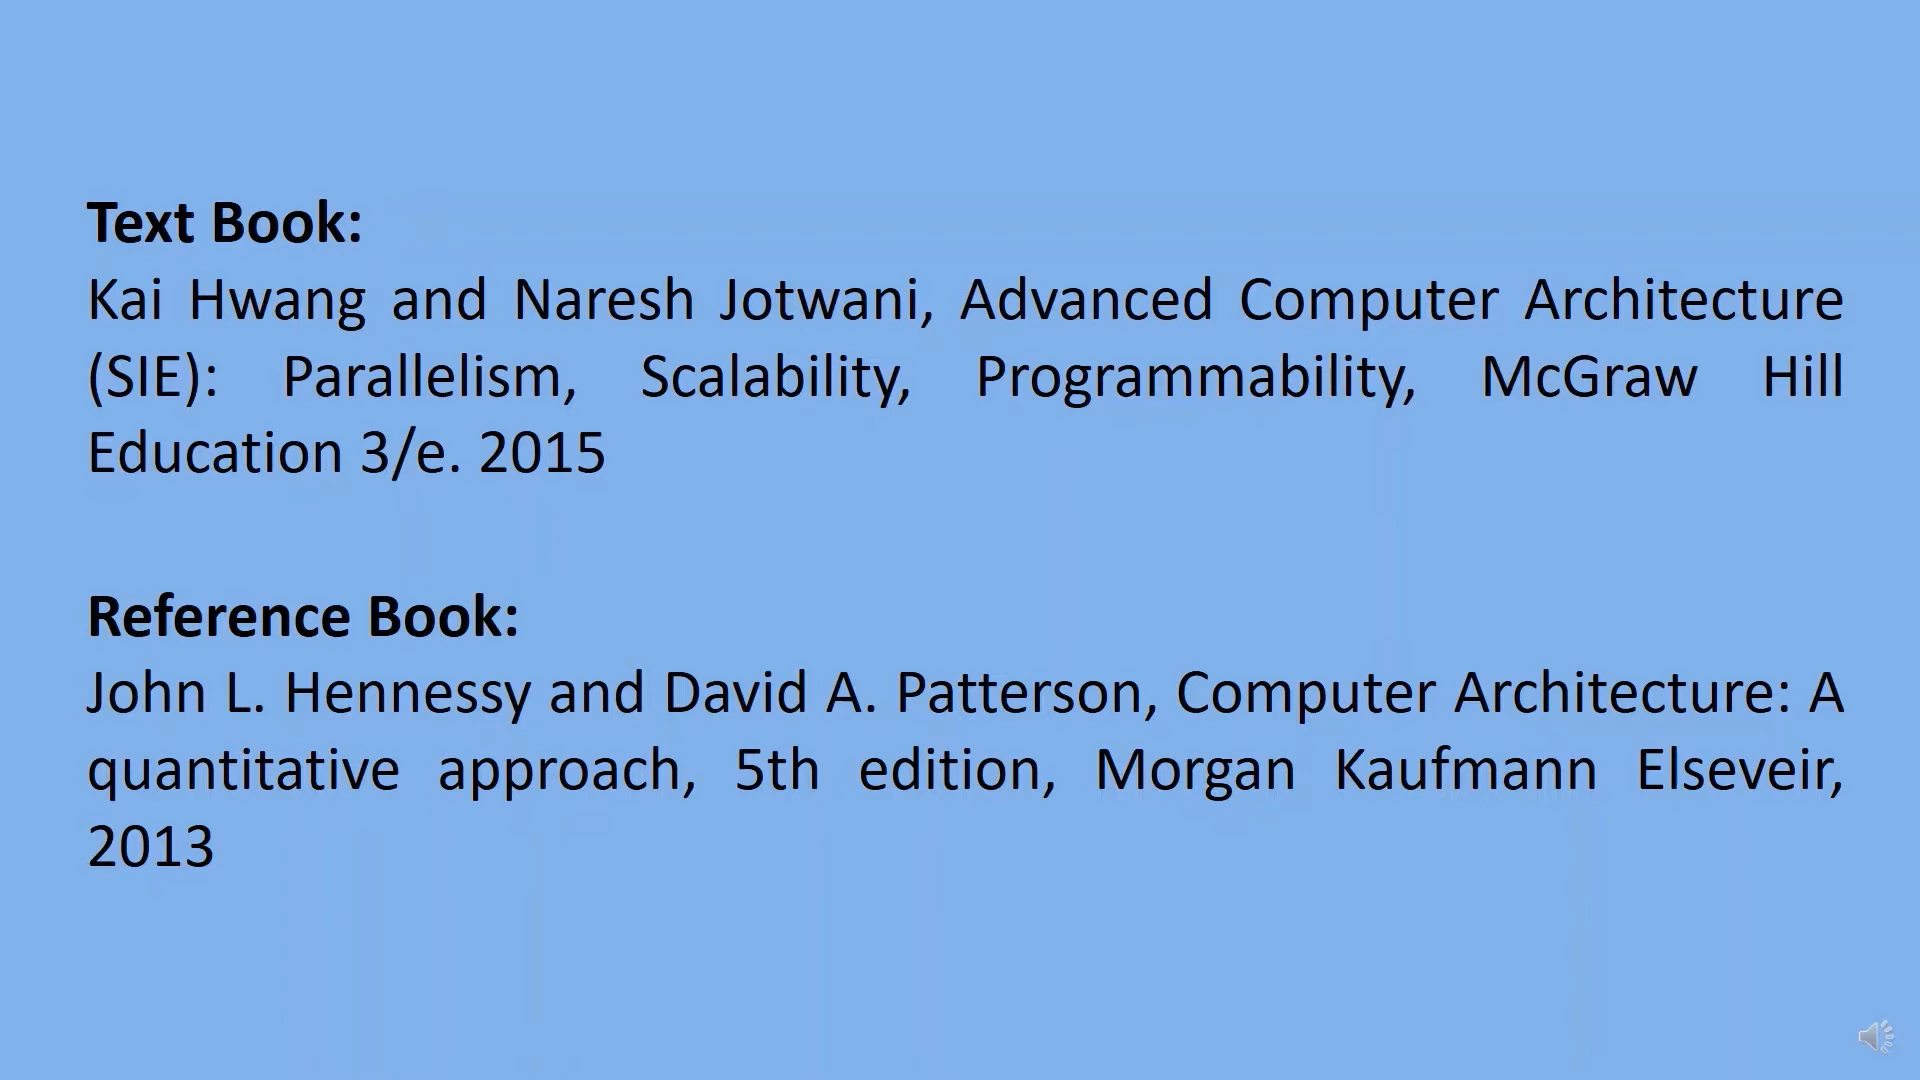 Text Book:
Kai Hwang and Naresh Jotwani, Advanced Computer Architecture
(SIE): Parallelism, Scalability, Programmability, McGraw Hill
Education 3/e. 2015
Reference Book:
John L. Hennessy and David A. Patterson, Computer Architecture: A
quantitative approach, 5th edition, Morgan Kaufmann Elseveir,
2013